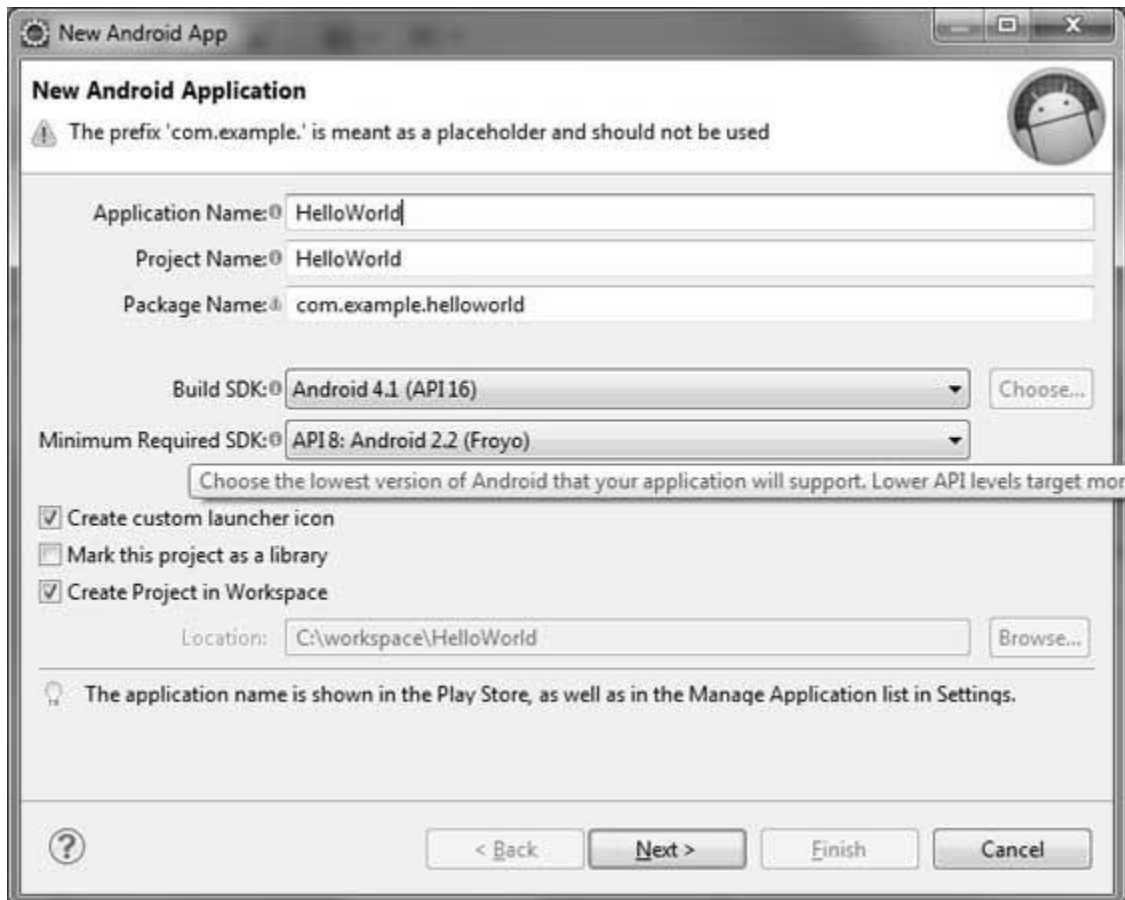 New Android App
New Android Application
The prefix 'com.example.' is meant as a placeholder and should not be used
Application Name: HelloWorld
Project Name: HelloWorld
Package Name: com.example.helloworld
Build SDK: Android 4.1 (API 16) Choose...
Minimum Required SDK: API 8: Android 2.2 (Froyo)
Choose the lowest version of Android that your application will support. Lower API levels target
Create custom launcher icon
Mark this project as a library
Create Project in Workspace
Location: C:\workspace\HelloWorld Browse...
The application name is shown in the Play Store, as well as in the Manage Application list in Settings.
? < Back Next > Finish Cancel